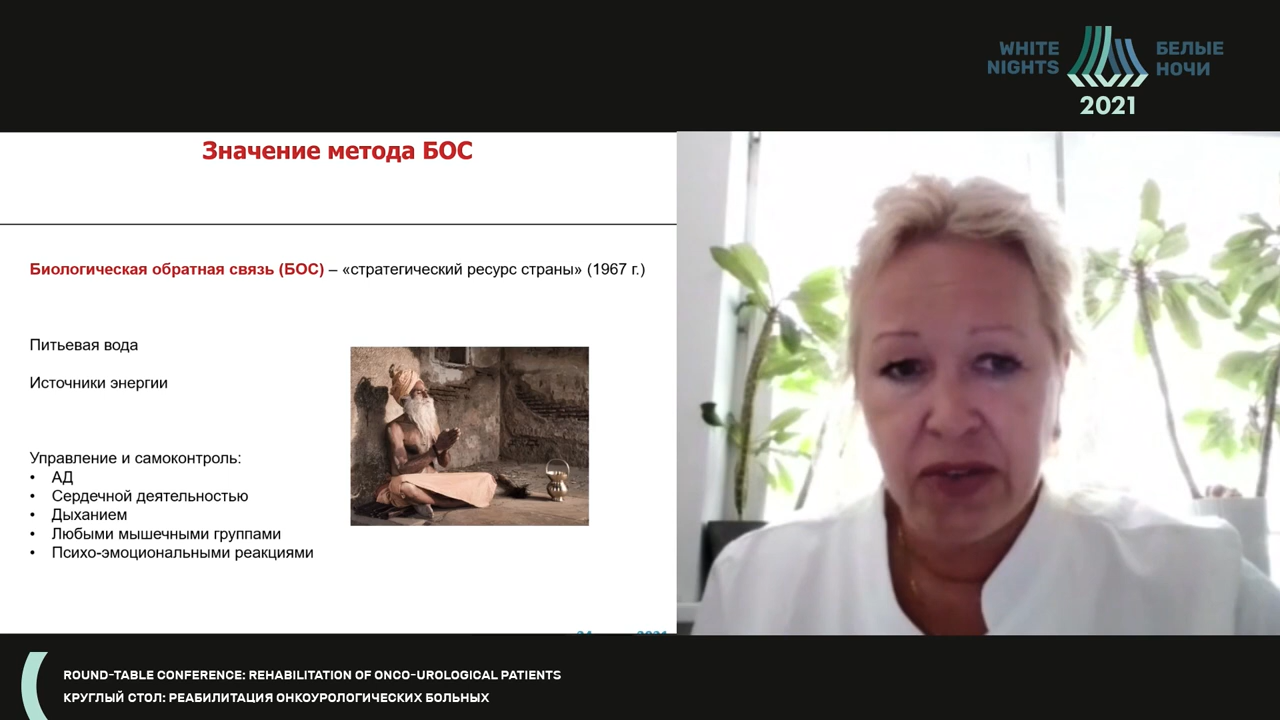 WHITE
NIGHTS
БЕЛЫЕ
НОЧИ
2021
Значение метода БОС
Биологическая обратная связь (БОС) – «стратегический ресурс страны» (1967 г.)
Питьевая вода
Источники энергии
Управление и самоконтроль:
• АД
• Сердечной деятельностью
• Дыханием
• Любыми мышечными группами
• Психо-эмоциональными реакциями
ROUND-TABLE CONFERENCE: REHABILITATION OF ONCO-UROLOGICAL PATIENTS
КРУГЛЫЙ СТОЛ: РЕАБИЛИТАЦИЯ ОНКОУРОЛОГИЧЕСКИХ БОЛЬНЫХ